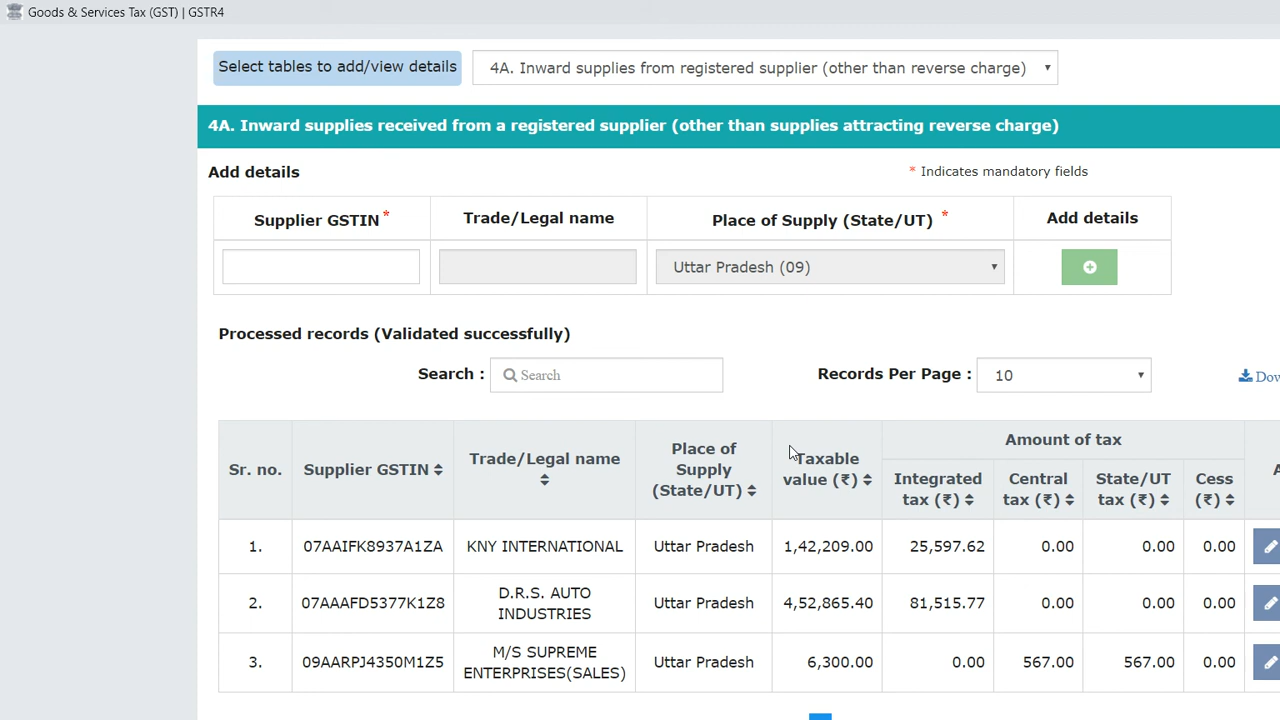 Goods & Services Tax (GST) | GSTR4
Select tables to add/view details
4A. Inward supplies from registered supplier (other than reverse charge)
4A. Inward supplies received from a registered supplier (other than supplies attracting reverse charge)
Add details
* Indicates mandatory fields
Supplier GSTIN * Trade/Legal name Place of Supply (State/UT) * Add details
Uttar Pradesh (09)
Processed records (Validated successfully)
Search : Search Records Per Page : 10
Sr. no. Supplier GSTIN Trade/Legal name Place of Supply (State/UT) Taxable value (₹) Amount of tax
Integrated tax (₹) Central tax (₹) State/UT tax (₹) Cess (₹)
1. 07AAIFK8937A1ZA KNY INTERNATIONAL Uttar Pradesh 1,42,209.00 25,597.62 0.00 0.00 0.00
2. 07AAAFD5377K1Z8 D.R.S. AUTO INDUSTRIES Uttar Pradesh 4,52,865.40 81,515.77 0.00 0.00 0.00
3. 09AARPJ4350M1Z5 M/S SUPREME ENTERPRISES(SALES) Uttar Pradesh 6,300.00 0.00 567.00 567.00 0.00